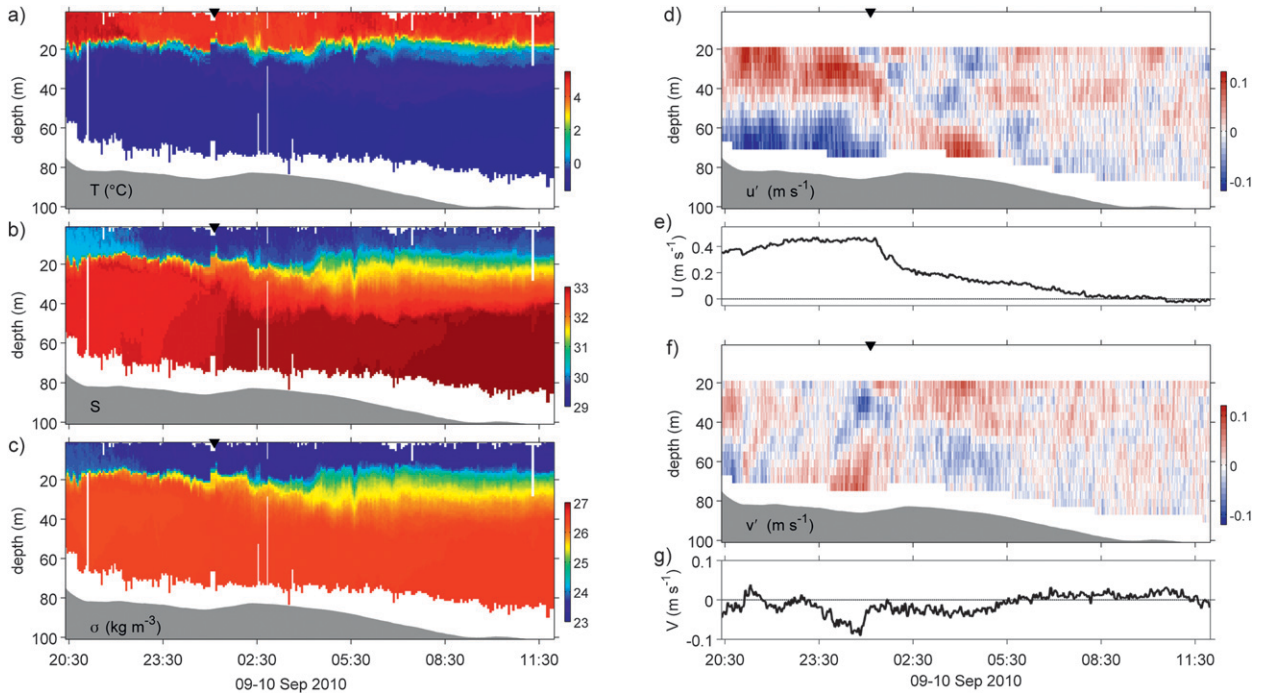 a)
20
40
60
80
100
depth (m)
T (°C)
4
2
0
b)
20
40
60
80
100
depth (m)
S
33
32
31
30
29
c)
20
40
60
80
100
depth (m)
σ (kg m⁻³)
27
26
25
24
23
20:30 23:30 02:30 05:30 08:30 11:30
09-10 Sep 2010
d)
20
40
60
80
100
depth (m)
u′ (m s⁻¹)
0.1
0
-0.1
e)
0.4
0.2
0
U (m s⁻¹)
f)
20
40
60
80
100
depth (m)
v′ (m s⁻¹)
0.1
0
-0.1
g)
0.1
0
-0.1
V (m s⁻¹)
20:30 23:30 02:30 05:30 08:30 11:30
09-10 Sep 2010